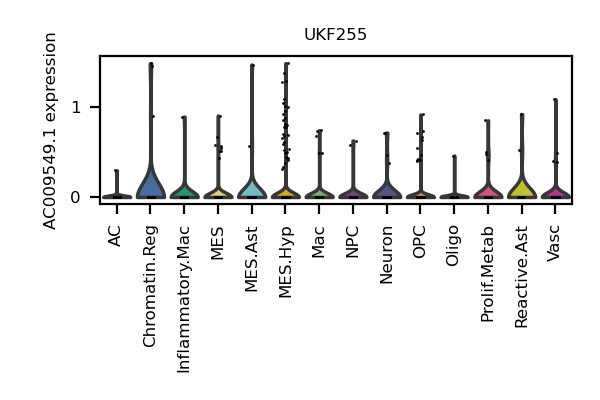 UKF255
AC009549.1 expression
1
0
AC
Chromatin.Reg
Inflammatory.Mac
MES
MES.Ast
MES.Hyp
Mac
NPC
Neuron
OPC
Oligo
Prolif.Metab
Reactive.Ast
Vasc